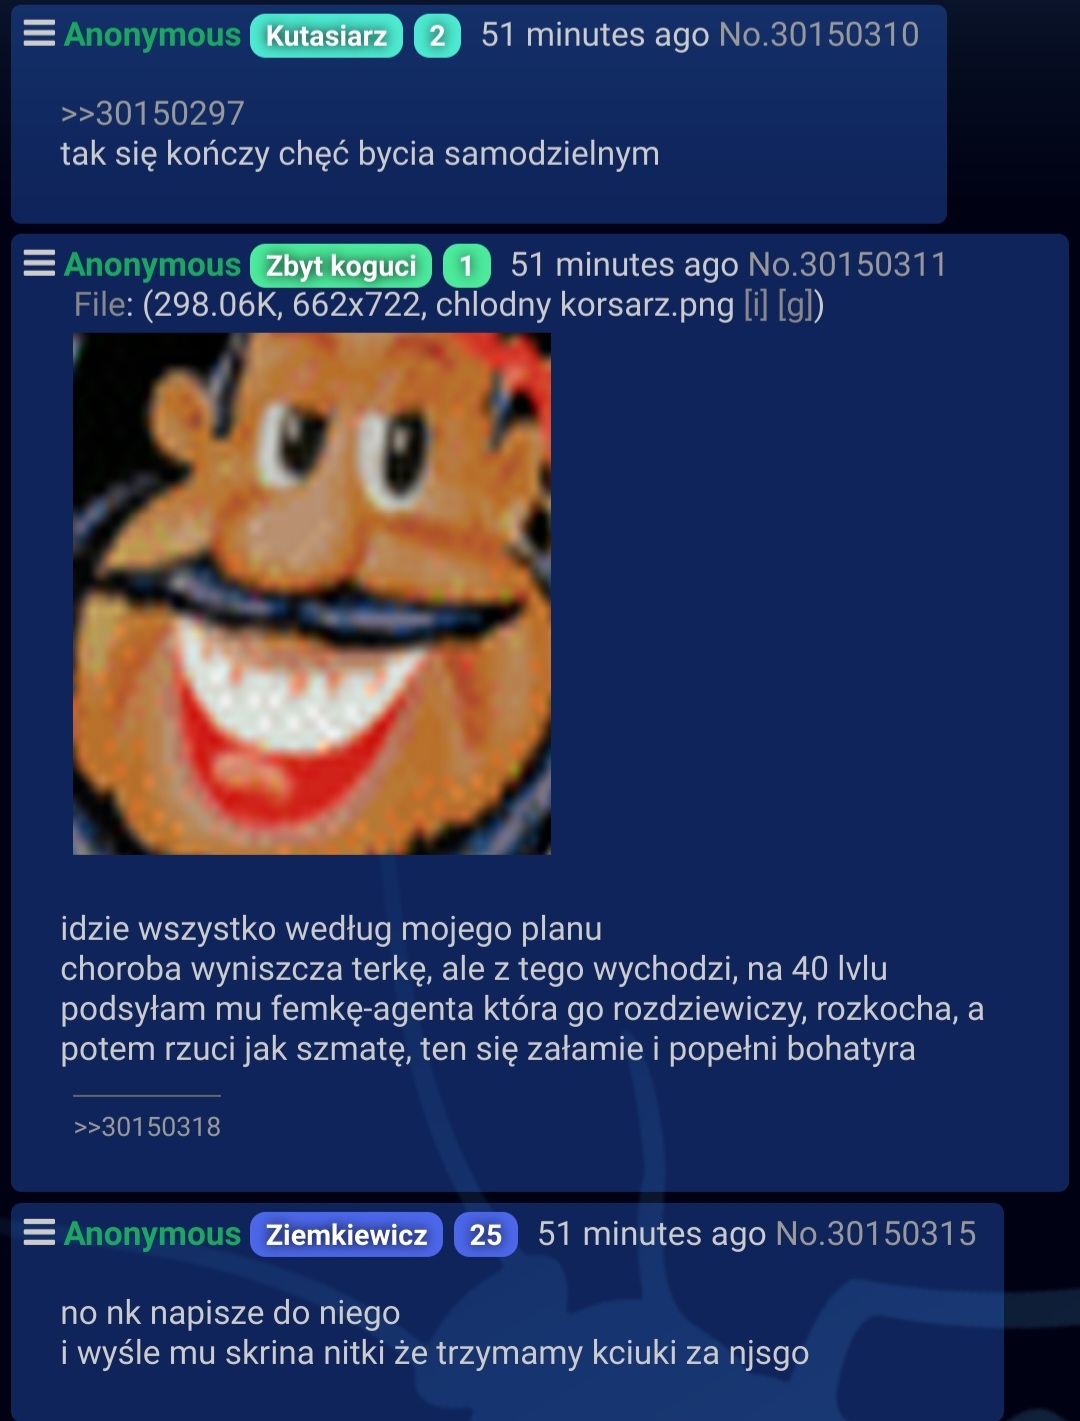 Anonymous Kutasiarz 2 51 minutes ago No.30150310
>>30150297
tak się kończy chęć bycia samodzielnym
Anonymous Zbyt koguci 1 51 minutes ago No.30150311
File: (298.06K, 662x722, chlodny korsarz.png [i] [g])
idzie wszystko według mojego planu
choroba wyniszcza terkę, ale z tego wychodzi, na 40 lvlu
podsyłam mu femkę-agenta która go rozdziewiczy, rozkocha, a
potem rzuci jak szmatę, ten się załamie i popełni bohatyra
>>30150318
Anonymous Ziemkiewicz 25 51 minutes ago No.30150315
no nk napisze do niego
i wyśle mu skrina nitki że trzymamy kciuki za njsgo